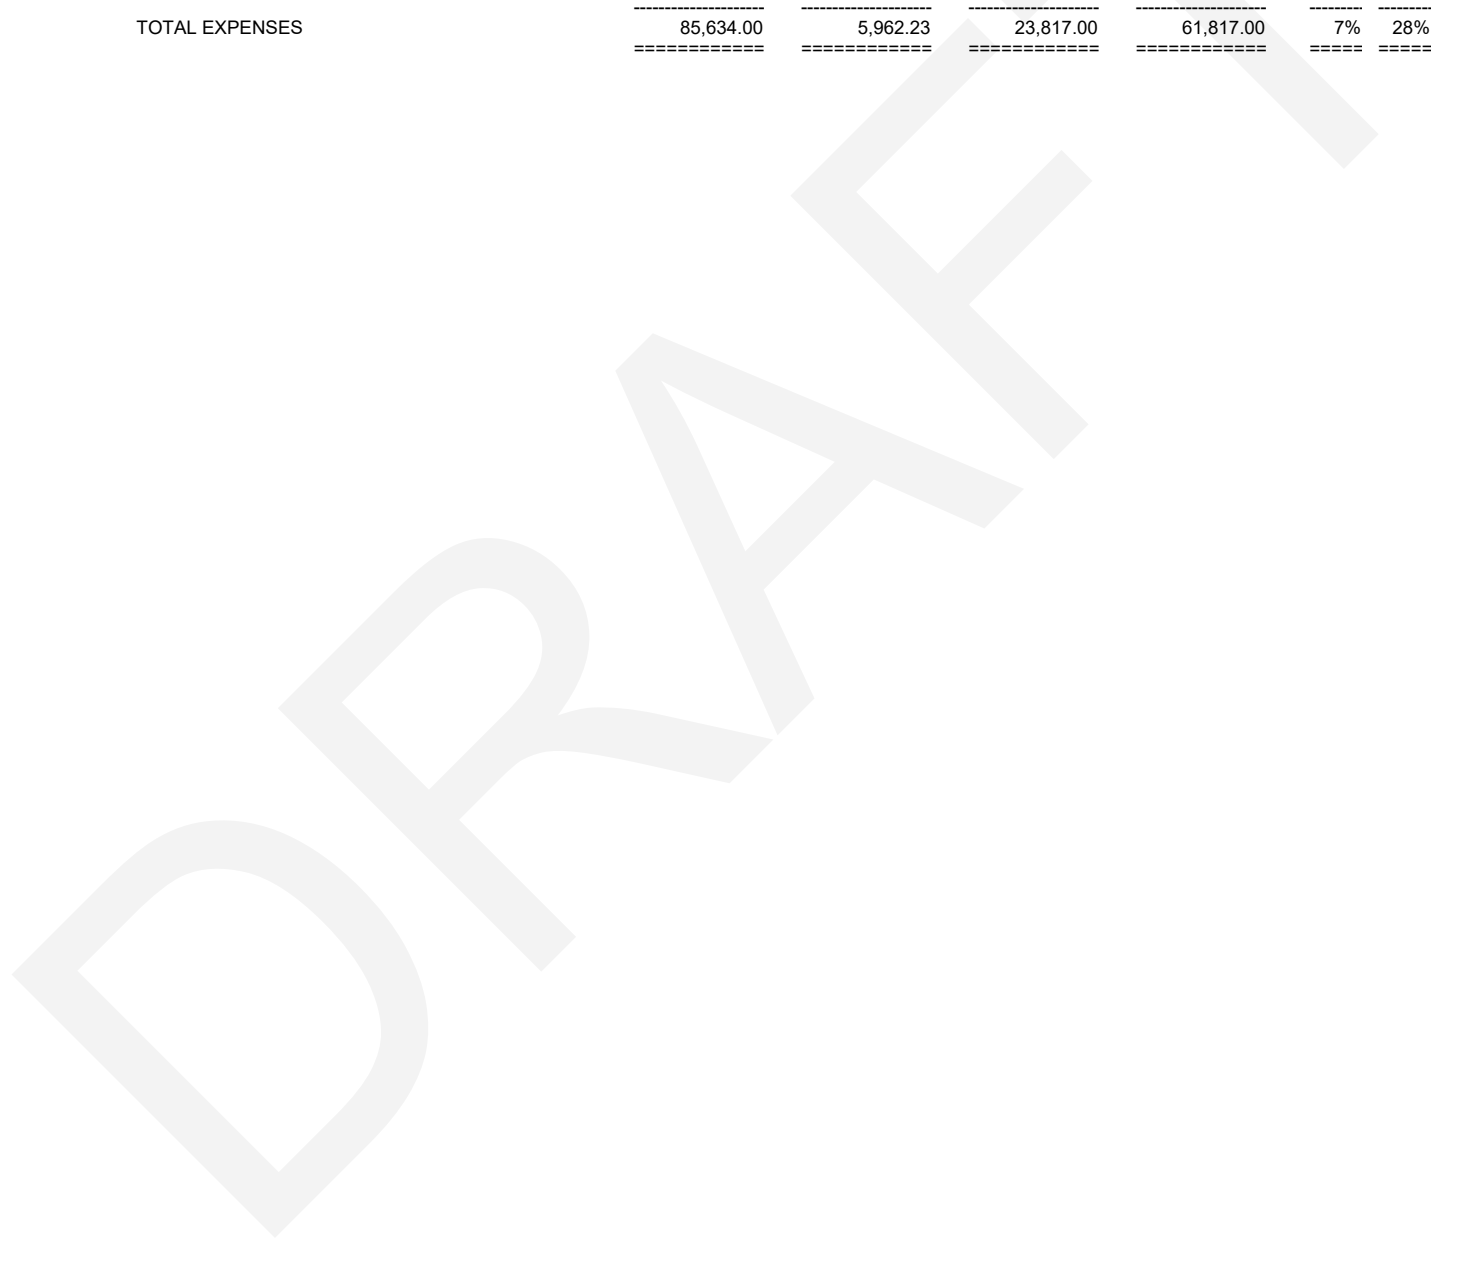 --------------------- --------------------- --------------------- --------------------- --------- ---------
TOTAL EXPENSES 85,634.00 5,962.23 23,817.00 61,817.00 7% 28%
============ ============ ============ ============ ===== =====
DRAFT